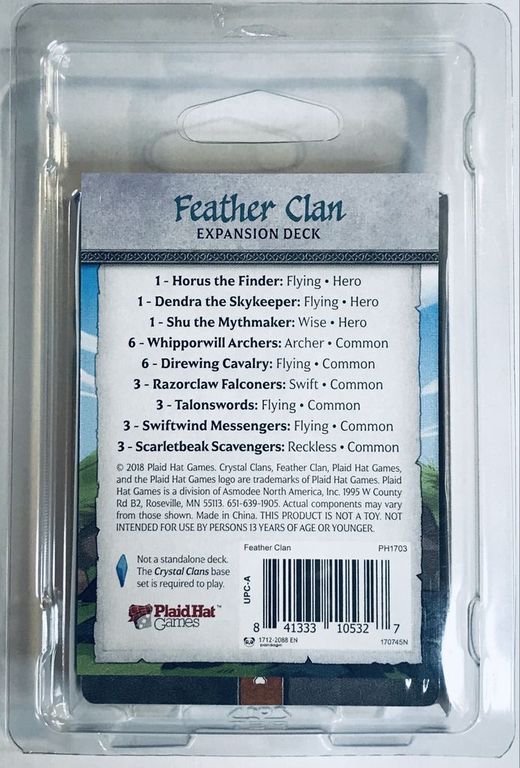 Feather Clan
EXPANSION DECK
1 - Horus the Finder: Flying • Hero
1 - Dendra the Skykeeper: Flying • Hero
1 - Shu the Mythmaker: Wise • Hero
6 - Whipporwill Archers: Archer • Common
6 - Direwing Cavalry: Flying • Common
3 - Razorclaw Falconers: Swift • Common
3 - Talonswords: Flying • Common
3 - Swiftwind Messengers: Flying • Common
3 - Scarletbeak Scavengers: Reckless • Common
© 2018 Plaid Hat Games. Crystal Clans, Feather Clan, Plaid Hat Games,
and the Plaid Hat Games logo are trademarks of Plaid Hat Games. Plaid
Hat Games is a division of Asmodee North America, Inc. 1995 W County
Rd B2, Roseville, MN 55113. 651-639-1905. Actual components may vary
from those shown. Made in China. THIS PRODUCT IS NOT A TOY. NOT
INTENDED FOR USE BY PERSONS 13 YEARS OF AGE OR YOUNGER.
Not a standalone deck.
The Crystal Clans base
set is required to play.
Plaid Hat™
Games
Feather Clan PH1703
UPC-A
8 41333 10532 7
1712-2088 EN 170745N